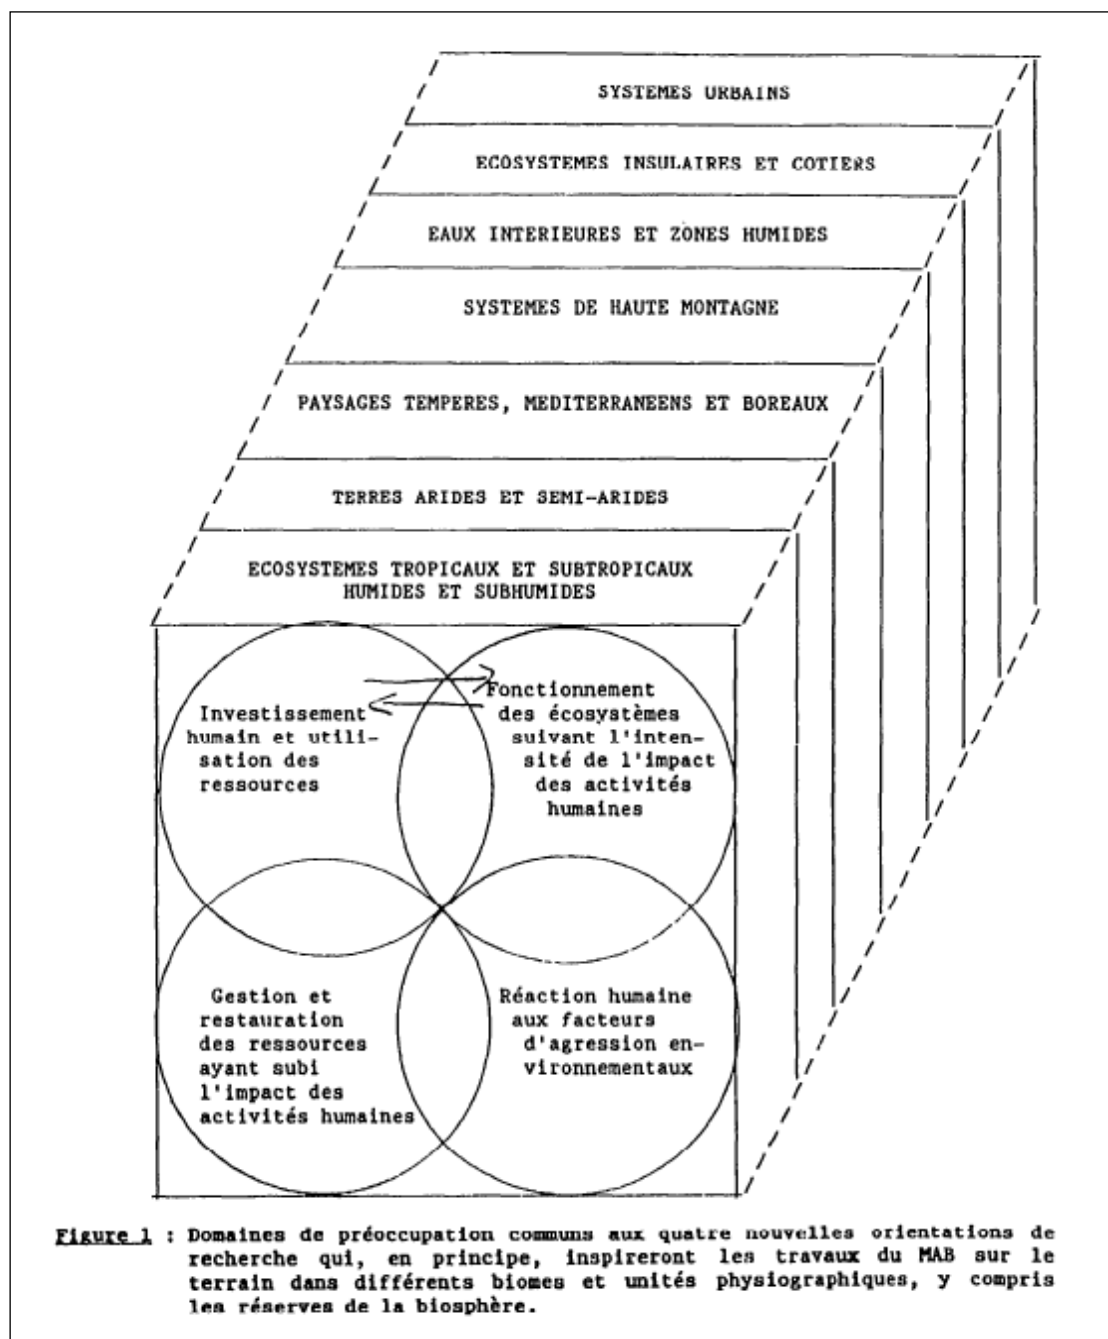 SYSTEMES URBAINS
ECOSYSTEMES INSULAIRES ET COTIERS
EAUX INTERIEURES ET ZONES HUMIDES
SYSTEMES DE HAUTE MONTAGNE
PAYSAGES TEMPERES, MEDITERRANEENS ET BOREAUX
TERRES ARIDES ET SEMI-ARIDES
ECOSYSTEMES TROPICAUX ET SUBTROPICAUX
HUMIDES ET SUBHUMIDES
Investissement
humain et utili-
sation des
ressources
Fonctionnement
des écosystèmes
suivant l'inten-
sité de l'impact
des activités
humaines
Gestion et
restauration
des ressources
ayant subi
l'impact des
activités humaines
Réaction humaine
aux facteurs
d'agression en-
vironnementaux
Figure 1 : Domaines de préoccupation communs aux quatre nouvelles orientations de
recherche qui, en principe, inspireront les travaux du MAB sur le
terrain dans différents biomes et unités physiographiques, y compris
les réserves de la biosphère.